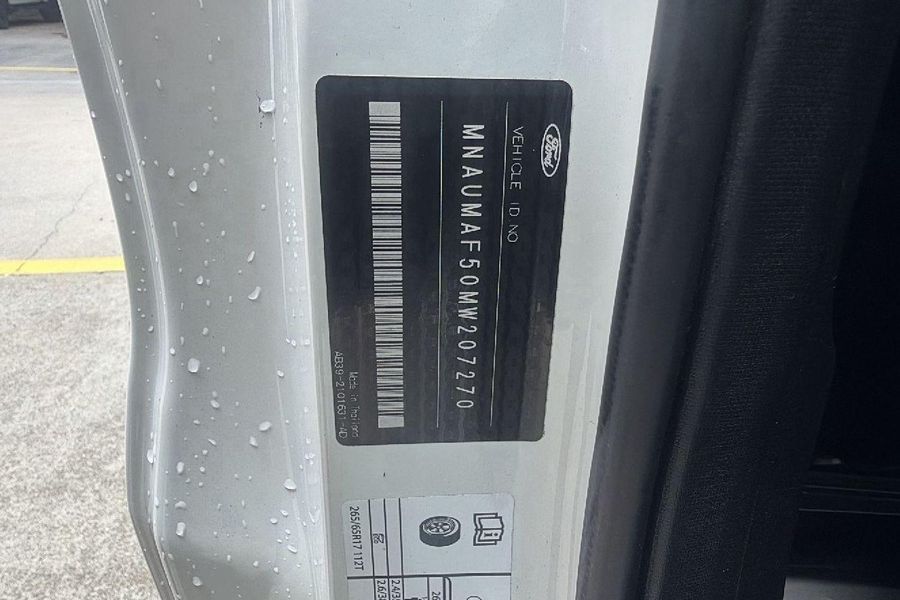 Ford
VEHICLE ID NO
MNAUMAF50MW207270
Made in Thailand
AB39-2101631-AD
265/65R17 112T